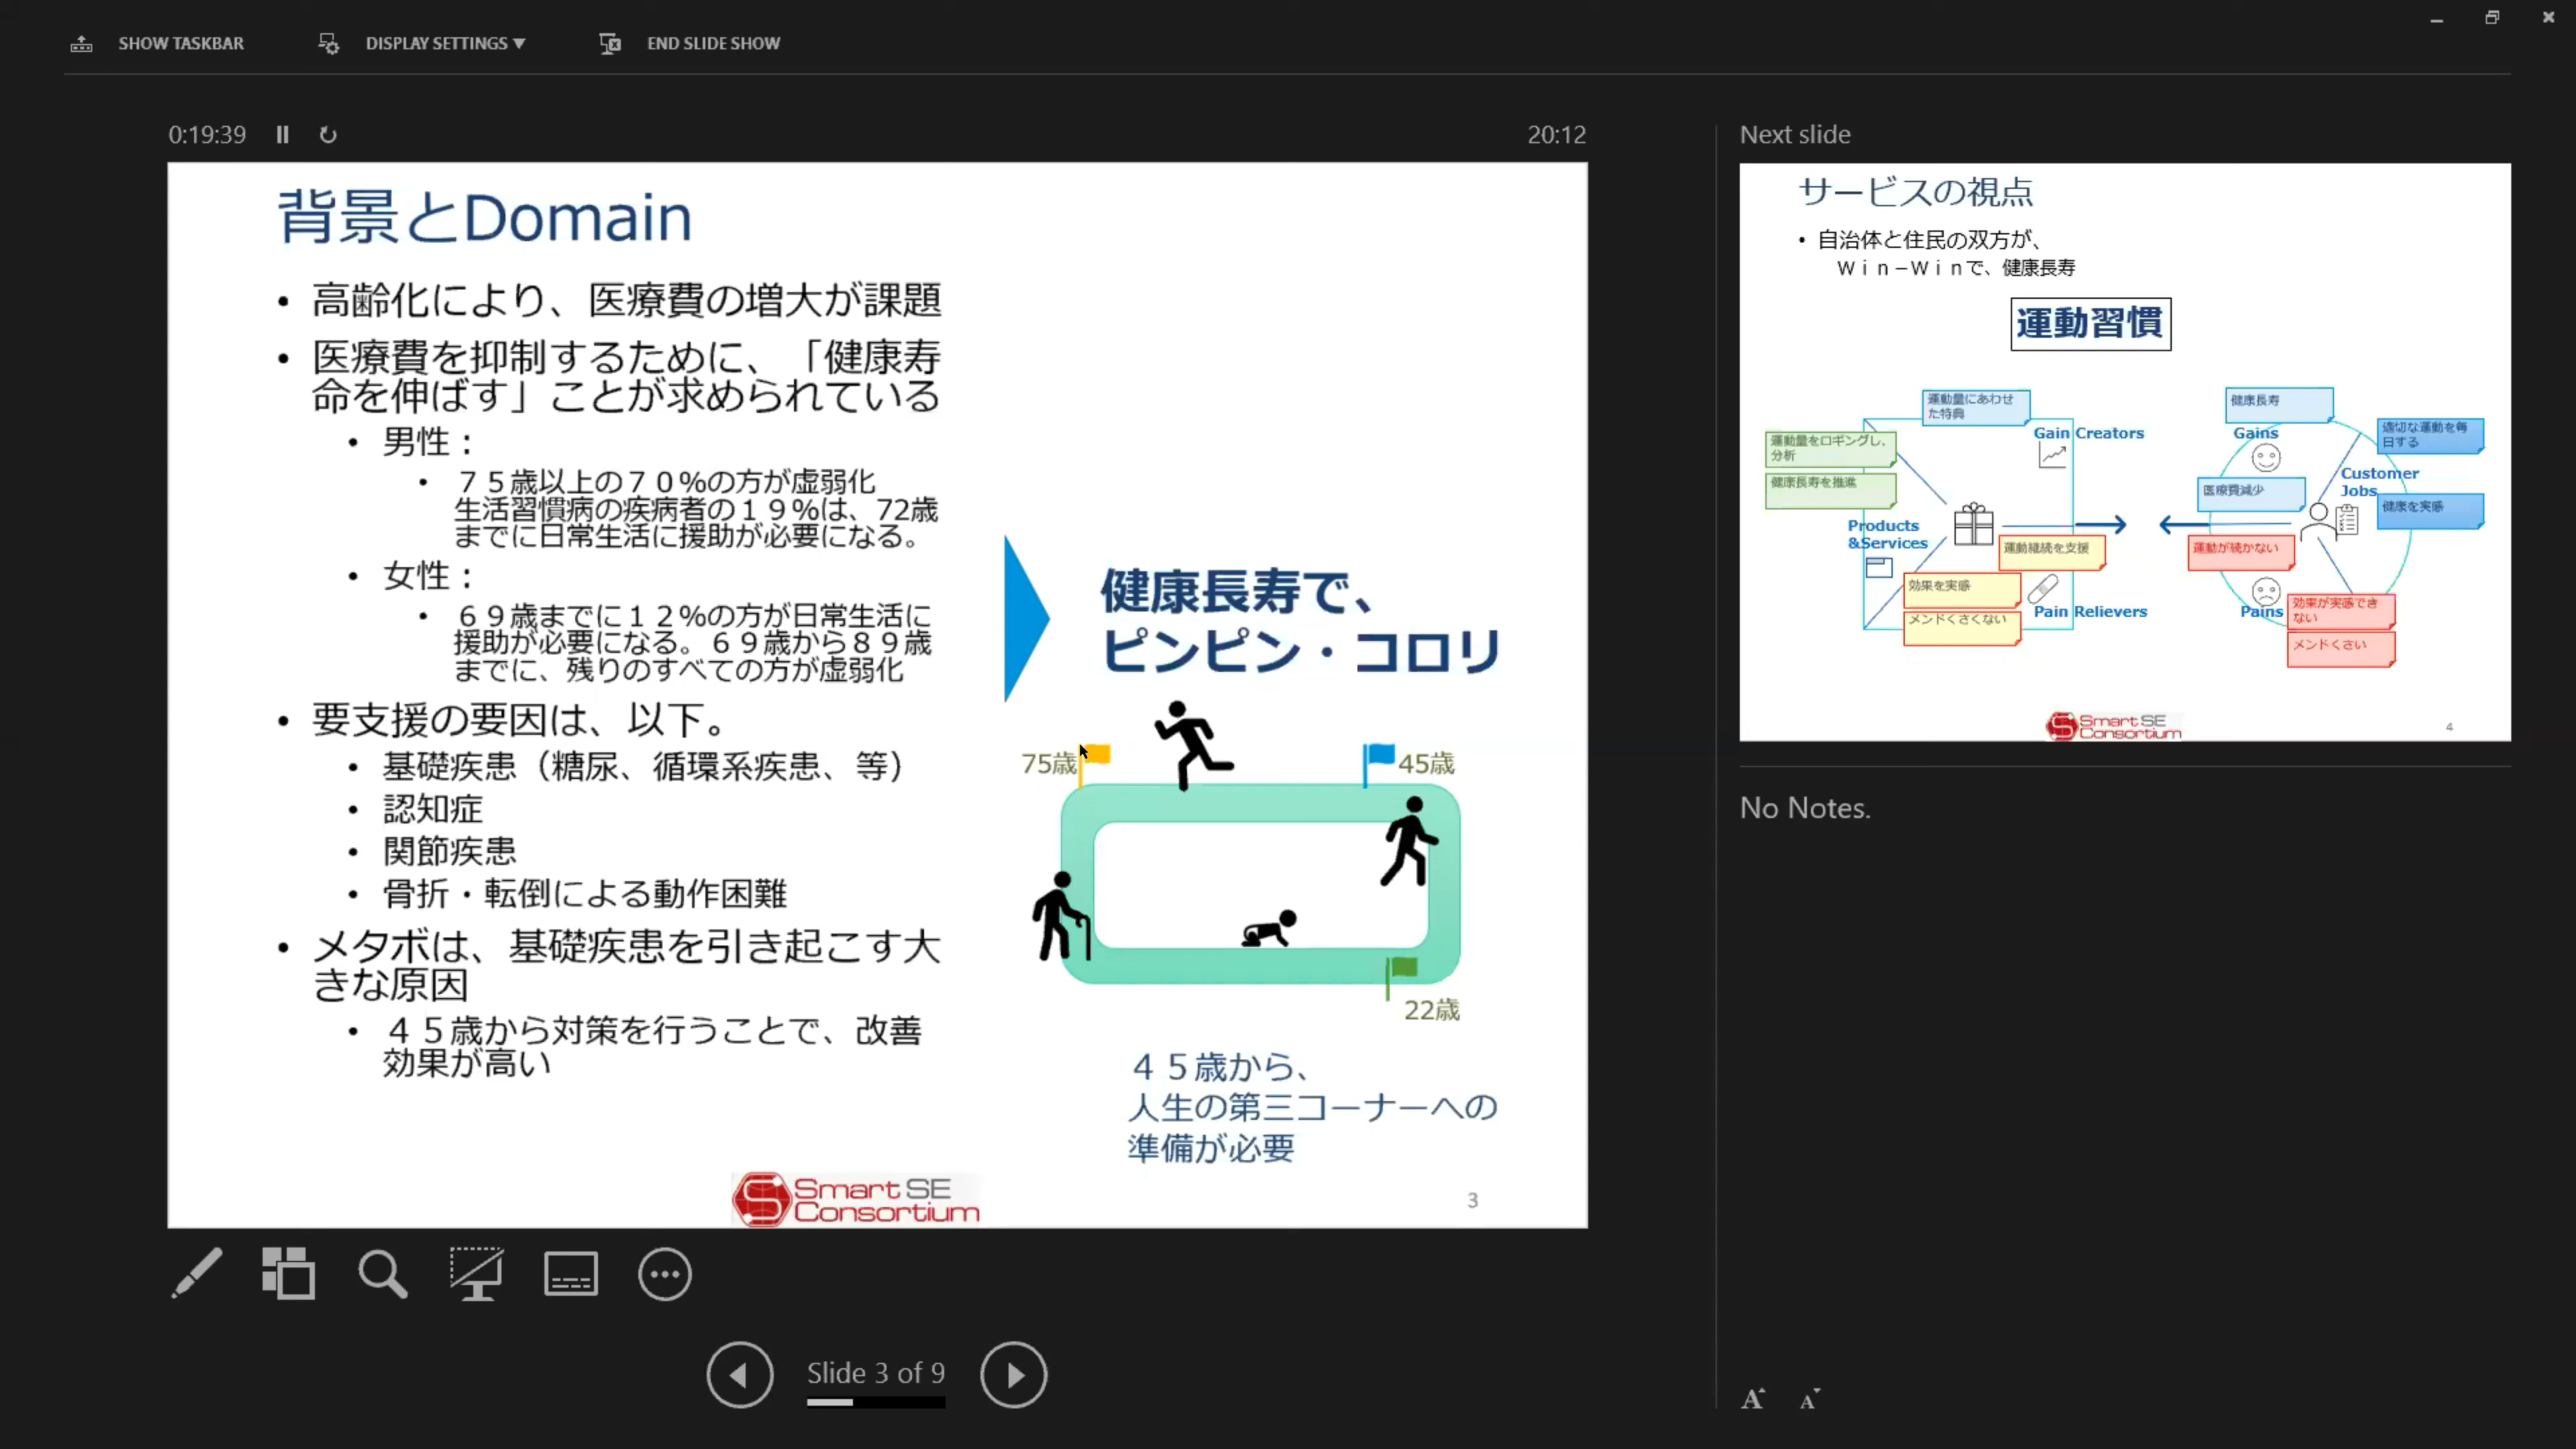 SHOW TASKBAR
DISPLAY SETTINGS ▼
END SLIDE SHOW
0:19:39
20:12
背景とDomain
• 高齢化により、医療費の増大が課題
• 医療費を抑制するために、「健康寿
命を伸ばす」ことが求められている
• 男性：
• ７５歳以上の７０%の方が虚弱化
生活習慣病の疾病者の１９%は、72歳
までに日常生活に援助が必要になる。
• 女性：
• ６９歳までに１２%の方が日常生活に
援助が必要になる。６９歳から８９歳
までに、残りのすべての方が虚弱化
• 要支援の要因は、以下。
• 基礎疾患（糖尿、循環系疾患、等）
• 認知症
• 関節疾患
• 骨折・転倒による動作困難
• メタボは、基礎疾患を引き起こす大
きな原因
• ４５歳から対策を行うことで、改善
効果が高い
健康長寿で、
ピンピン・コロリ
75歳
45歳
22歳
４５歳から、
人生の第三コーナーへの
準備が必要
Smart SE
Consortium
3
Slide 3 of 9
Next slide
サービスの視点
• 自治体と住民の双方が、
Ｗｉｎ−Ｗｉｎで、健康長寿
運動習慣
運動量にあわせ
た特典
運動量をロギングし、
分析
健康長寿を推進
Gain Creators
Products
&Services
運動継続を支援
効果を実感
メンドくさくない
Pain Relievers
健康長寿
Gains
適切な運動を毎
日する
Customer
Jobs
医療費減少
健康を実感
運動が続かない
Pains
効果が実感でき
ない
メンドくさい
Smart SE
Consortium
4
No Notes.
A
A